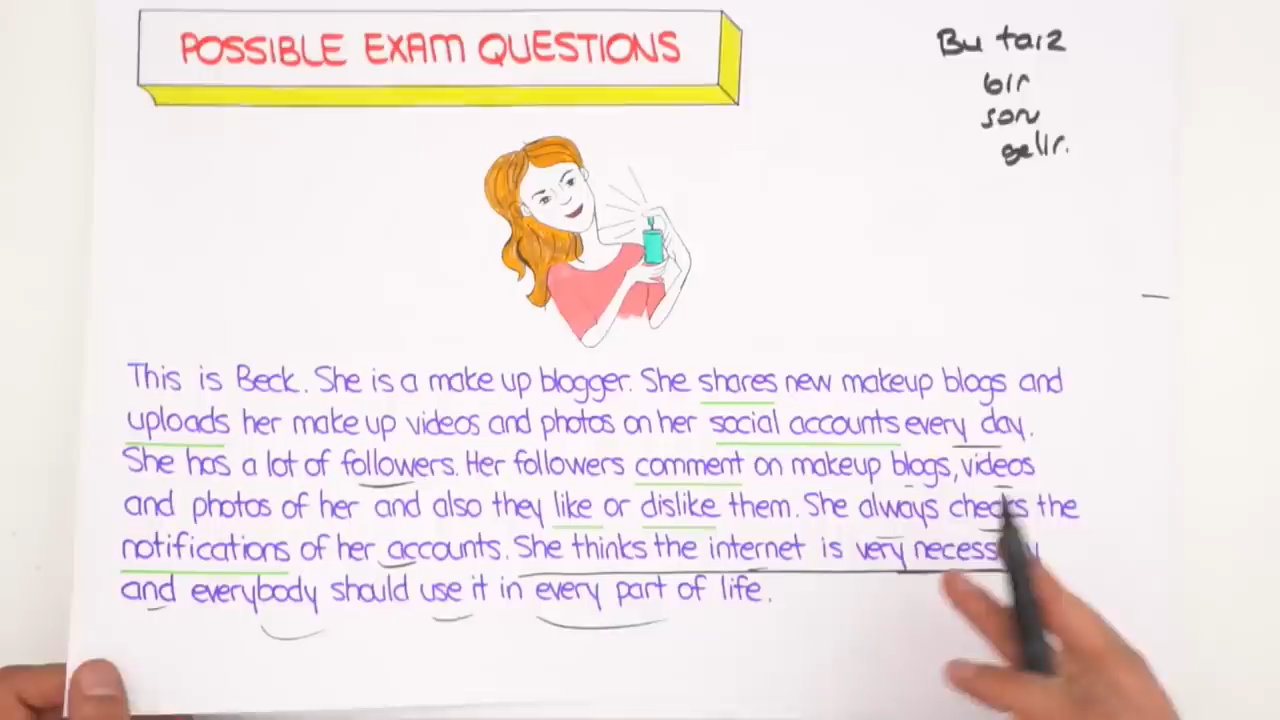 POSSIBLE EXAM QUESTIONS
Bu tarz
bir
soru
gelir.
This is Beck. She is a make up blogger. She shares new makeup blogs and
uploads her make up videos and photos on her social accounts every day.
She has a lot of followers. Her followers comment on makeup blogs, videos
and photos of her and also they like or dislike them. She always checks the
notifications of her accounts. She thinks the internet is very necessary
and everybody should use it in every part of life.